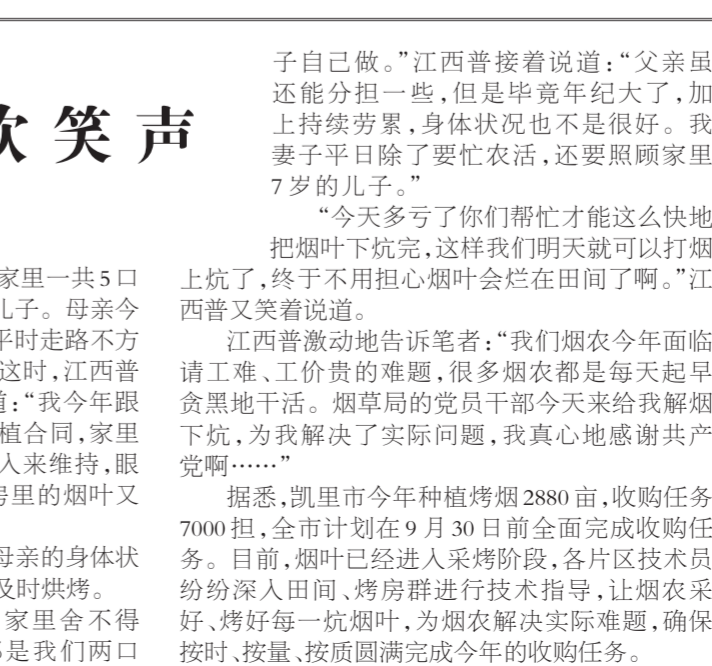 笑声
家里一共5口
儿子。母亲今
平时走路不方
这时,江西普
道:“我今年跟
植合同,家里
入来维持,眼
房里的烟叶又
母亲的身体状
及时烘烤。
家里舍不得
是我们两口
子自己做。”江西普接着说道:“父亲虽
还能分担一些,但是毕竟年纪大了,加
上持续劳累,身体状况也不是很好。我
妻子平日除了要忙农活,还要照顾家里
7岁的儿子。”
“今天多亏了你们帮忙才能这么快地
把烟叶下炕完,这样我们明天就可以打烟
上炕了,终于不用担心烟叶会烂在田间了啊。”江
西普又笑着说道。
江西普激动地告诉笔者:“我们烟农今年面临
请工难、工价贵的难题,很多烟农都是每天起早
贪黑地干活。烟草局的党员干部今天来给我解烟
下炕,为我解决了实际问题,我真心地感谢共产
党啊……”
据悉,凯里市今年种植烤烟2880亩,收购任务
7000担,全市计划在9月30日前全面完成收购任
务。目前,烟叶已经进入采烤阶段,各片区技术员
纷纷深入田间、烤房群进行技术指导,让烟农采
好、烤好每一炕烟叶,为烟农解决实际难题,确保
按时、按量、按质圆满完成今年的收购任务。